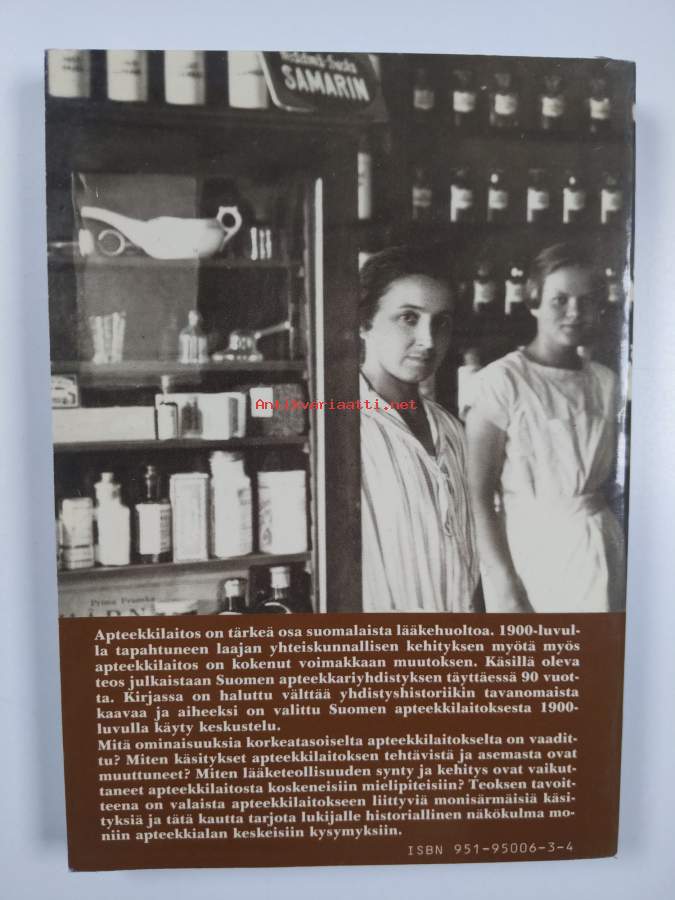 SAMARIN
Antikvariaatti.net
Prima Franska
Apteekkilaitos on tärkeä osa suomalaista lääkehuoltoa. 1900-luvul-
la tapahtuneen laajan yhteiskunnallisen kehityksen myötä myös
apteekkilaitos on kokenut voimakkaan muutoksen. Käsillä oleva
teos julkaistaan Suomen apteekkariyhdistyksen täyttäessä 90 vuot-
ta. Kirjassa on haluttu välttää yhdistyshistoriikin tavanomaista
kaavaa ja aiheeksi on valittu Suomen apteekkilaitoksesta 1900-
luvulla käyty keskustelu.
Mitä ominaisuuksia korkeatasoiselta apteekkilaitokselta on vaadit-
tu? Miten käsitykset apteekkilaitoksen tehtävistä ja asemasta ovat
muuttuneet? Miten lääketeollisuuden synty ja kehitys ovat vaikut-
taneet apteekkilaitosta koskeneisiin mielipiteisiin? Teoksen tavoit-
teena on valaista apteekkilaitokseen liittyviä monisärmäisiä käsi-
tyksiä ja tätä kautta tarjota lukijalle historiallinen näkökulma mo-
niin apteekkialan keskeisiin kysymyksiin.
ISBN 951-95006-3-4